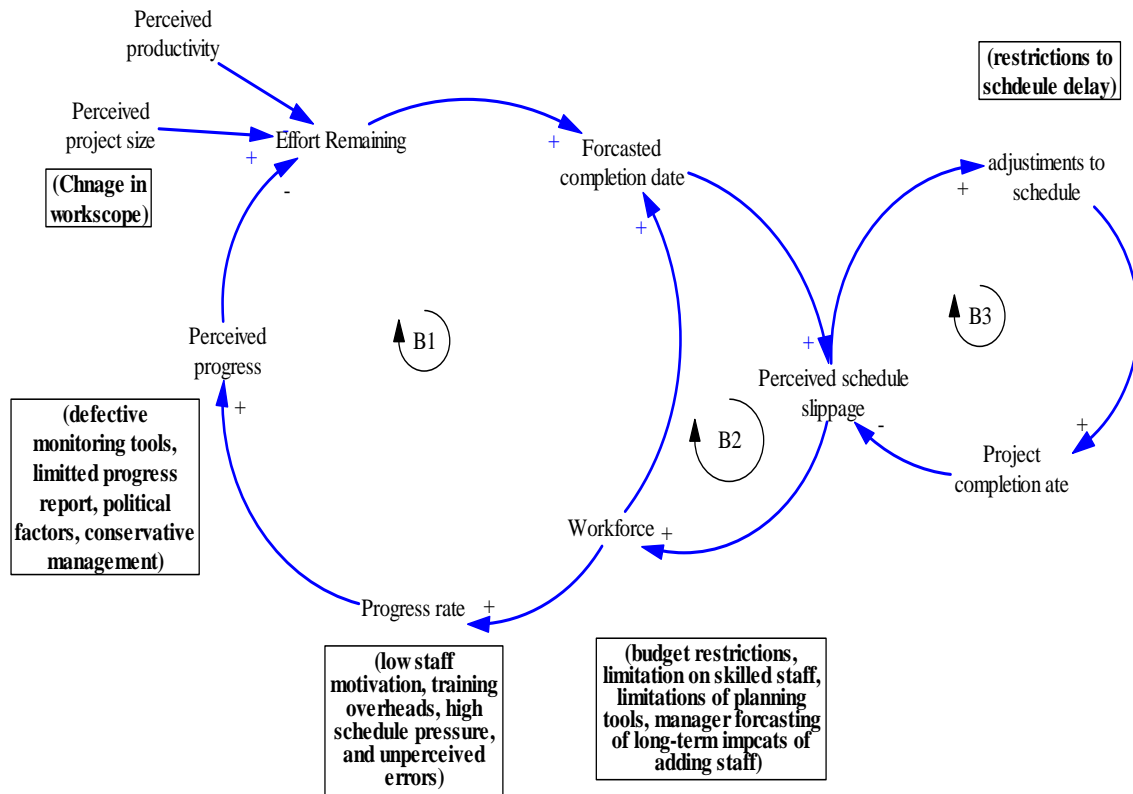 Perceived
productivity
(restrictions to
schdeule delay)
Perceived
project size
-
+
Effort Remaining
+
Forcasted
completion date
adjustiments to
schedule
+
(Chnage in
workscope)
-
+
B1
B3
Perceived
progress
+
Perceived schedule
slippage
+
(defective
monitoring tools,
limitted progress
report, political
factors, conservative
management)
B2
-
+
Project
completion ate
Workforce
+
Progress rate
+
(low staff
motivation, training
overheads, high
schedule pressure,
and unperceived
errors)
(budget restrictions,
limitation on skilled staff,
limitations of planning
tools, manager forcasting
of long-term impcats of
adding staff)